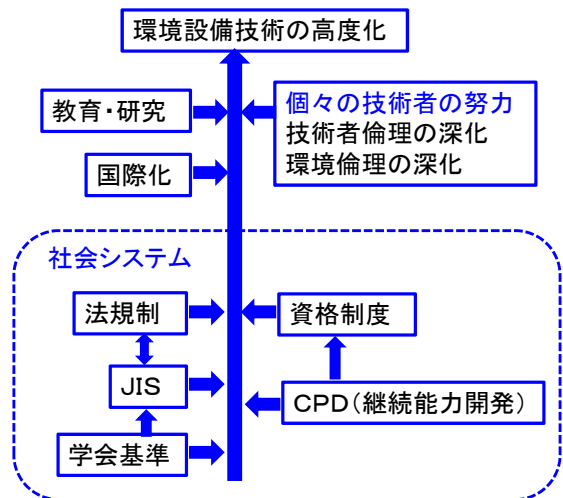 環境設備技術の高度化
教育・研究
個々の技術者の努力
技術者倫理の深化
環境倫理の深化
国際化
社会システム
法規制
資格制度
JIS
CPD(継続能力開発)
学会基準